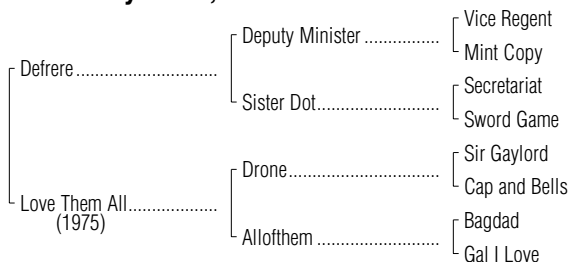 Vice Regent
Deputy Minister ..................
Mint Copy
Defrere ..................................
Secretariat
Sister Dot .............................
Sword Game
Sir Gaylord
Drone ....................................
Cap and Bells
Love Them All .....................
(1975)
Bagdad
Allofthem .............................
Gal I Love